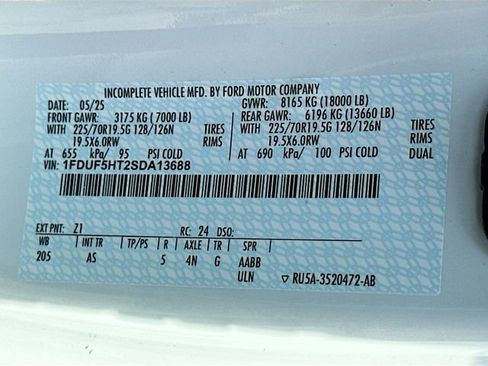 INCOMPLETE VEHICLE MFD. BY FORD MOTOR COMPANY
DATE: 05/25 GVWR: 8165 KG (18000 LB)
FRONT GAWR: 3175 KG (7000 LB) REAR GAWR: 6196 KG (13660 LB)
WITH 225/70R19.5G 128/126N TIRES WITH 225/70R19.5G 128/126N TIRES
19.5X6.0RW RIMS 19.5X6.0RW RIMS
AT 655 kPa/ 95 PSI COLD AT 690 kPa/ 100 PSI COLD DUAL
VIN: 1FDUF5HT2SDA13688
EXT PNT: Z1 RC: 24 DSO:
WB INT TR TP/PS R AXLE TR SPR
205 AS 5 4N G AABB
ULN RU5A-3520472-AB